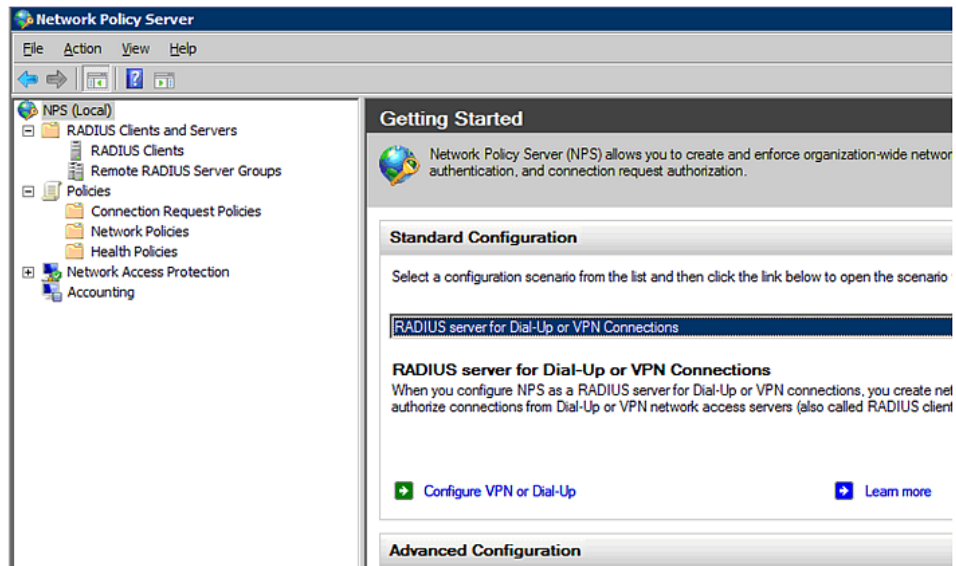 Network Policy Server
File Action View Help
NPS (Local)
RADIUS Clients and Servers
RADIUS Clients
Remote RADIUS Server Groups
Policies
Connection Request Policies
Network Policies
Health Policies
Network Access Protection
Accounting
Getting Started
Network Policy Server (NPS) allows you to create and enforce organization-wide networ
authentication, and connection request authorization.
Standard Configuration
Select a configuration scenario from the list and then click the link below to open the scenario
RADIUS server for Dial-Up or VPN Connections
RADIUS server for Dial-Up or VPN Connections
When you configure NPS as a RADIUS server for Dial-Up or VPN connections, you create net
authorize connections from Dial-Up or VPN network access servers (also called RADIUS client
Configure VPN or Dial-Up Learn more
Advanced Configuration